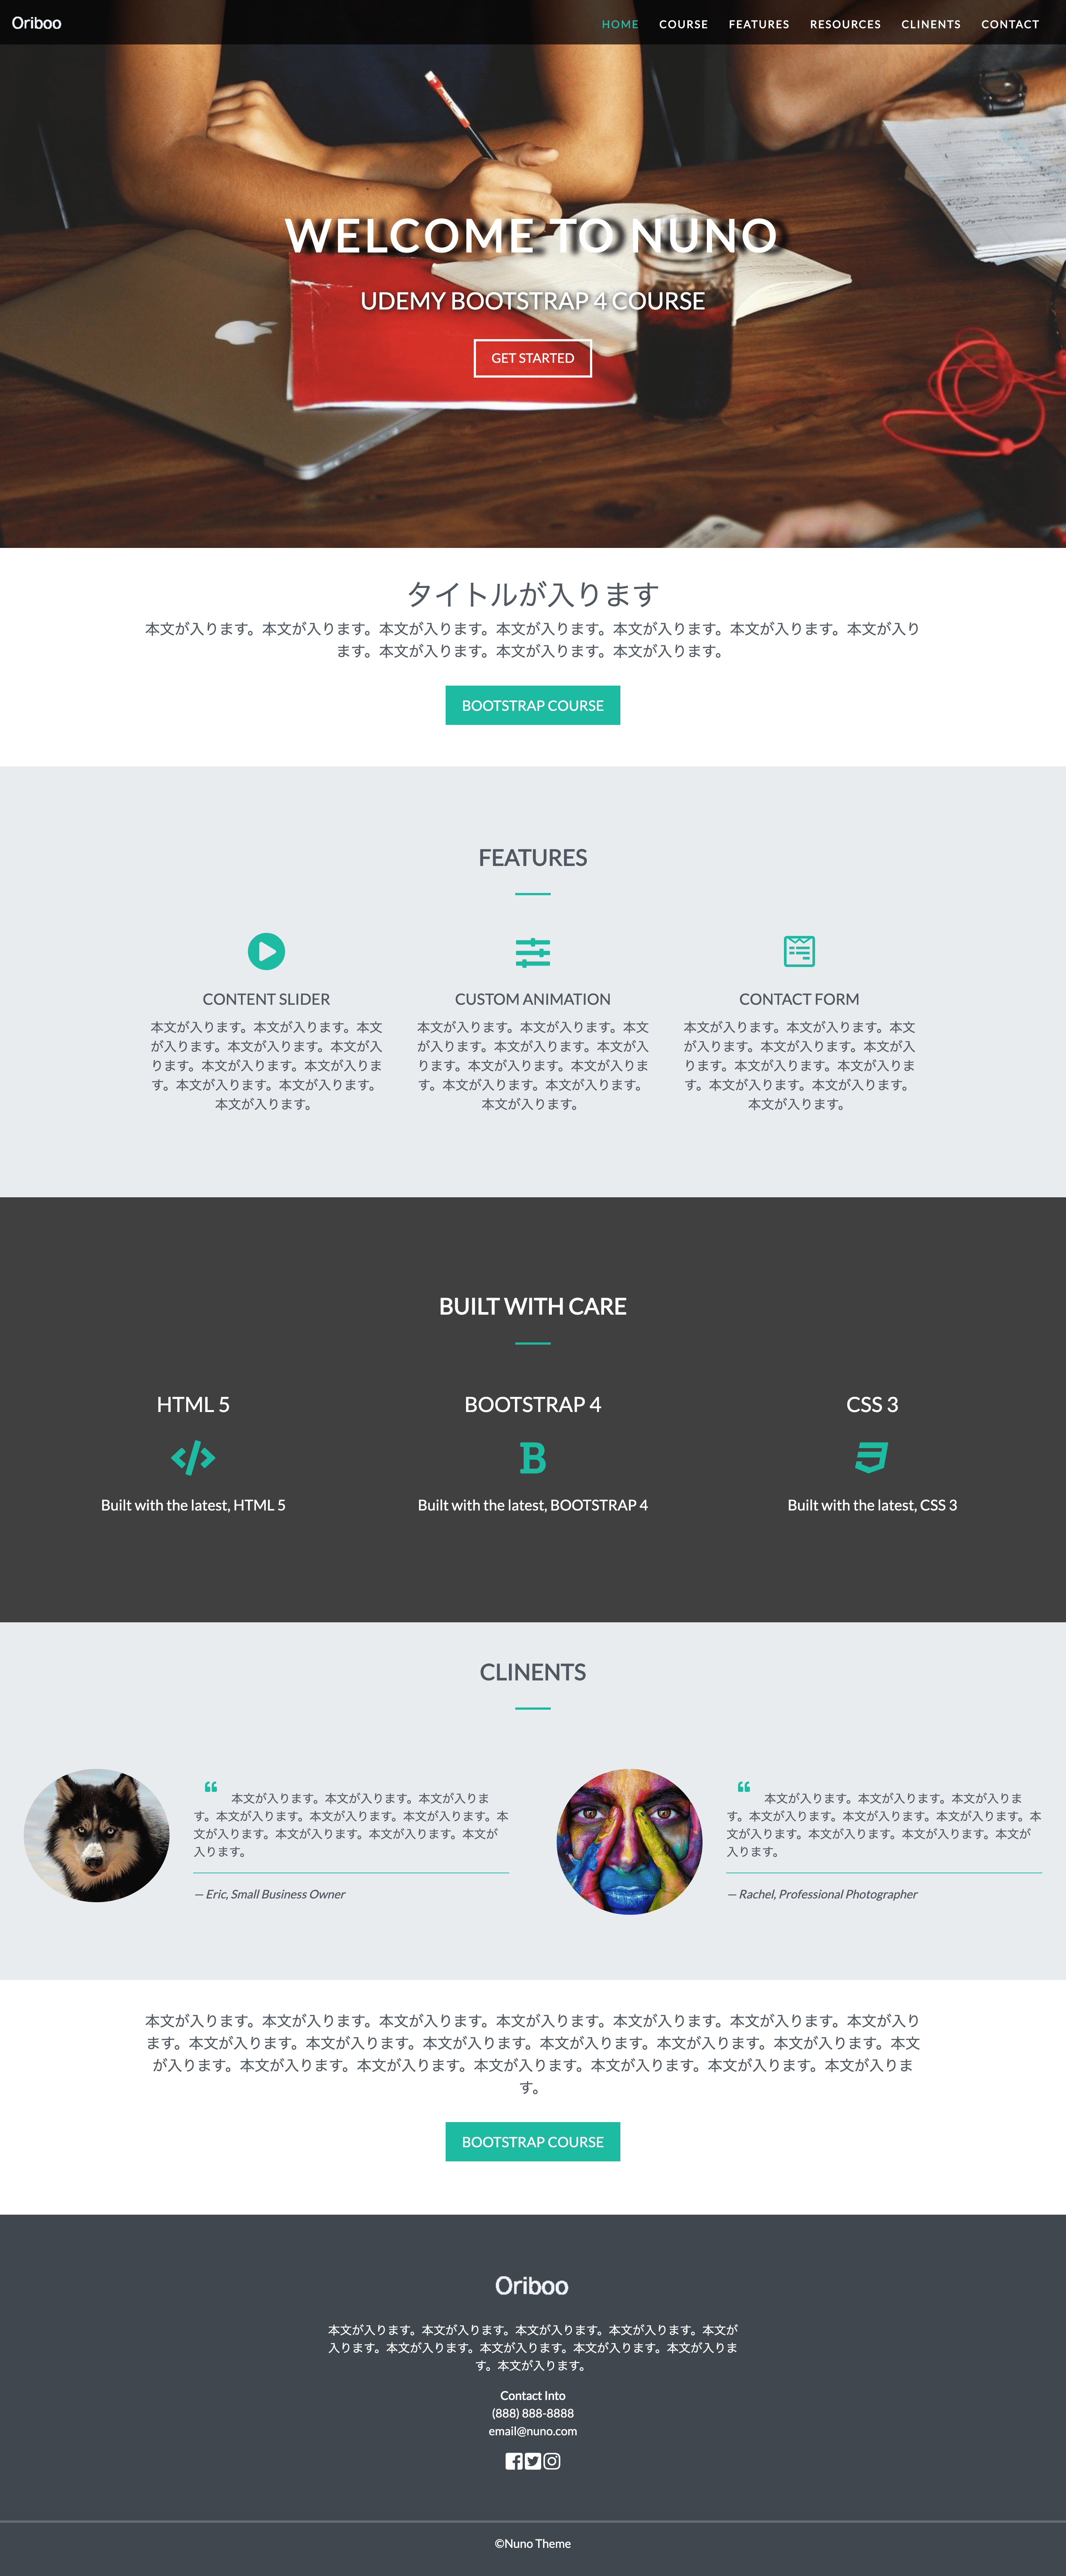 Oriboo
HOME COURSE FEATURES RESOURCES CLINENTS CONTACT
WELCOME TO NUNO
UDEMY BOOTSTRAP 4 COURSE
GET STARTED
タイトルが入ります
本文が入ります。本文が入ります。本文が入ります。本文が入ります。本文が入ります。本文が入ります。本文が入り
ます。本文が入ります。本文が入ります。本文が入ります。
BOOTSTRAP COURSE
FEATURES
CONTENT SLIDER
本文が入ります。本文が入ります。本文
が入ります。本文が入ります。本文が入
ります。本文が入ります。本文が入りま
す。本文が入ります。本文が入ります。
本文が入ります。
CUSTOM ANIMATION
本文が入ります。本文が入ります。本文
が入ります。本文が入ります。本文が入
ります。本文が入ります。本文が入りま
す。本文が入ります。本文が入ります。
本文が入ります。
CONTACT FORM
本文が入ります。本文が入ります。本文
が入ります。本文が入ります。本文が入
ります。本文が入ります。本文が入りま
す。本文が入ります。本文が入ります。
本文が入ります。
BUILT WITH CARE
HTML 5
Built with the latest, HTML 5
BOOTSTRAP 4
B
Built with the latest, BOOTSTRAP 4
CSS 3
Built with the latest, CSS 3
CLINENTS
“ 本文が入ります。本文が入ります。本文が入りま
す。本文が入ります。本文が入ります。本文が入ります。本
文が入ります。本文が入ります。本文が入ります。本文が
入ります。
— Eric, Small Business Owner
“ 本文が入ります。本文が入ります。本文が入りま
す。本文が入ります。本文が入ります。本文が入ります。本
文が入ります。本文が入ります。本文が入ります。本文が
入ります。
— Rachel, Professional Photographer
本文が入ります。本文が入ります。本文が入ります。本文が入ります。本文が入ります。本文が入ります。本文が入り
ます。本文が入ります。本文が入ります。本文が入ります。本文が入ります。本文が入ります。本文が入ります。本文
が入ります。本文が入ります。本文が入ります。本文が入ります。本文が入ります。本文が入ります。本文が入りま
す。
BOOTSTRAP COURSE
Oriboo
本文が入ります。本文が入ります。本文が入ります。本文が入ります。本文が
入ります。本文が入ります。本文が入ります。本文が入ります。本文が入りま
す。本文が入ります。
Contact Into
(888) 888-8888
email@nuno.com
©Nuno Theme